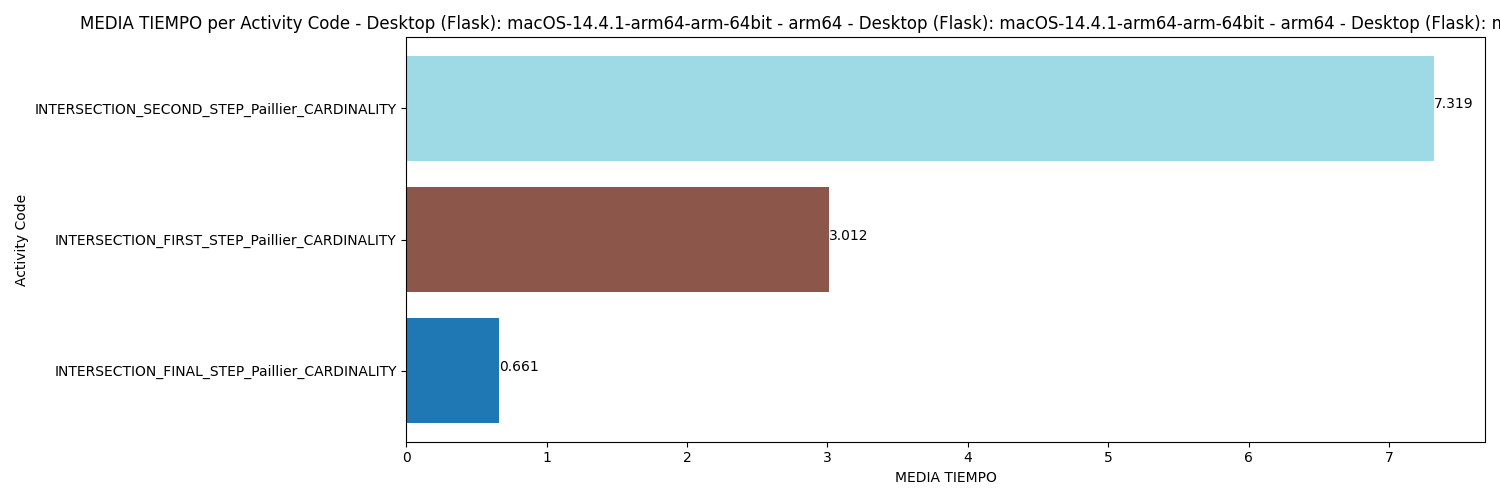 MEDIA TIEMPO per Activity Code - Desktop (Flask): macOS-14.4.1-arm64-arm-64bit - arm64 - Desktop (Flask): macOS-14.4.1-arm64-arm-64bit - arm64 - Desktop (Flask):
INTERSECTION_SECOND_STEP_Paillier_CARDINALITY
7.319
INTERSECTION_FIRST_STEP_Paillier_CARDINALITY
3.012
INTERSECTION_FINAL_STEP_Paillier_CARDINALITY
0.661
Activity Code
0 1 2 3 4 5 6 7
MEDIA TIEMPO